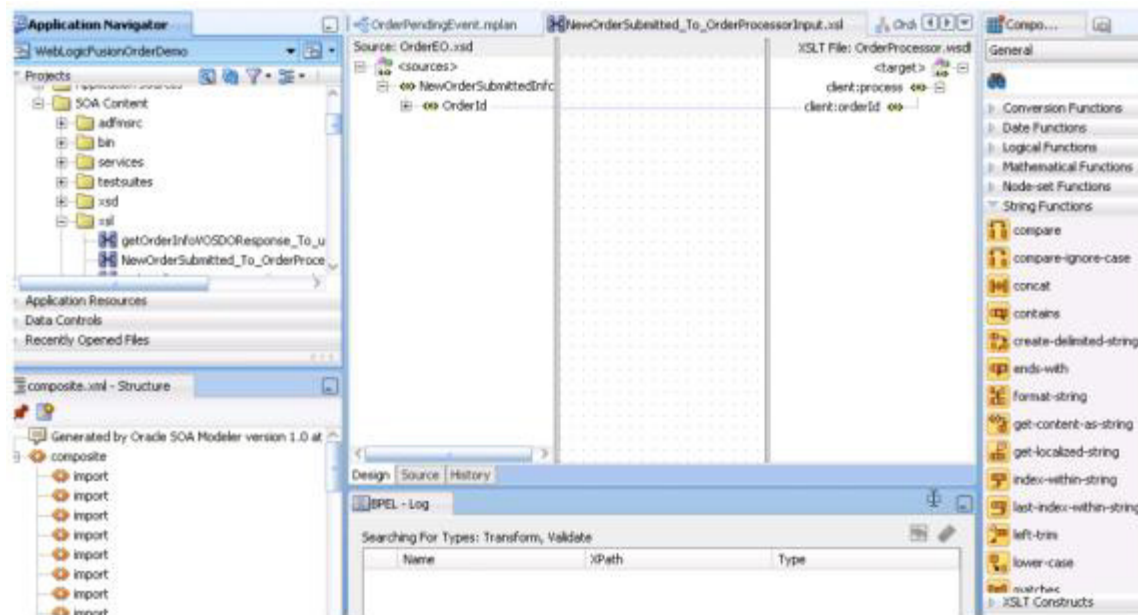 Application Navigator
WebLogicFusionOrderDemo
Projects
SOA Content
adfmsrc
bin
services
testsuites
xsd
xsl
getOrderInfoVOSDOResponse_To_u
NewOrderSubmitted_To_OrderProce
Application Resources
Data Controls
Recently Opened Files
composite.xml - Structure
Generated by Oracle SOA Modeler version 1.0 at
composite
import
import
import
import
import
import
import
import
OrderPendingEvent.mplan
NewOrderSubmitted_To_OrderProcessorInput.xsl
Source: OrderEO.xsd
XSLT File: OrderProcessor.wsdl
<sources>
<target>
NewOrderSubmittedInfo
client:process
OrderId
client:orderId
Design
Source
History
BPEL - Log
Searching For Types: Transform, Validate
Name
XPath
Type
Compo...
General
Conversion Functions
Date Functions
Logical Functions
Mathematical Functions
Node-set Functions
String Functions
compare
compare-ignore-case
concat
contains
create-delimited-string
ends-with
format-string
get-content-as-string
get-localized-string
index-within-string
last-index-within-string
left-trim
lower-case
matches
XSLT Constructs